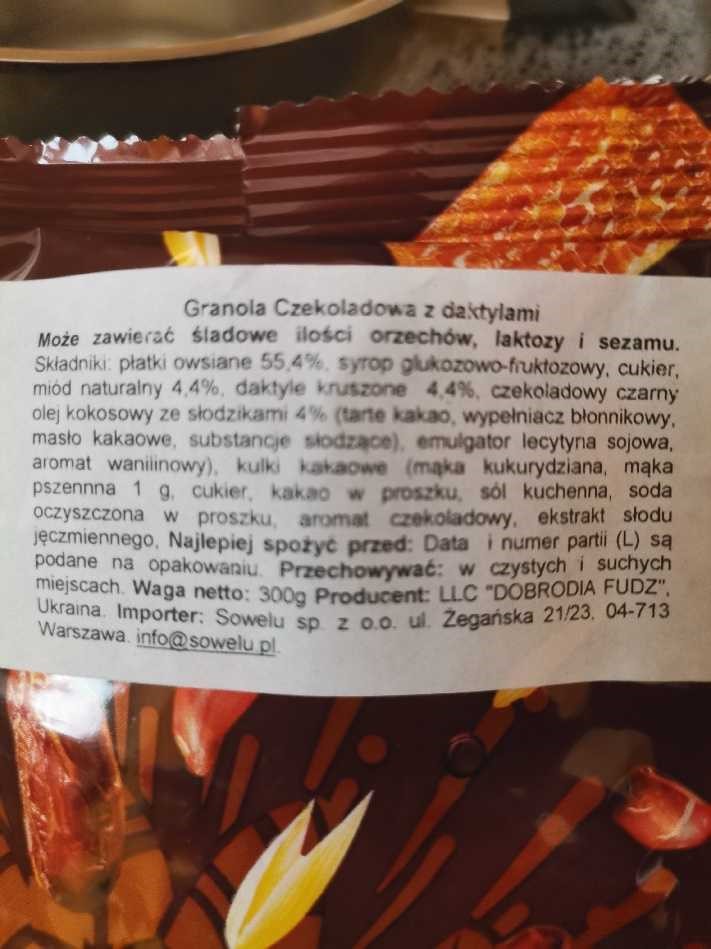 Granola Czekoladowa z daktylami
Może zawierać śladowe ilości orzechów, laktozy i sezamu.
Składniki: płatki owsiane 55,4%, syrop glukozowo-fruktozowy, cukier,
miód naturalny 4,4%, daktyle kruszone 4,4%, czekoladowy czarny
olej kokosowy ze słodzikami 4% (tarte kakao, wypełniacz błonnikowy,
masło kakaowe, substancje słodzące), emulgator lecytyna sojowa,
aromat wanilinowy), kulki kakaowe (mąka kukurydziana, mąka
pszennna 1 g, cukier, kakao w proszku, sól kuchenna, soda
oczyszczona w proszku, aromat czekoladowy, ekstrakt słodu
jęczmiennego, Najlepiej spożyć przed: Data i numer partii (L) są
podane na opakowaniu. Przechowywać: w czystych i suchych
miejscach. Waga netto: 300g Producent: LLC "DOBRODIA FUDZ",
Ukraina. Importer: Sowelu sp. z o.o. ul. Żegańska 21/23, 04-713
Warszawa. info@sowelu.pl